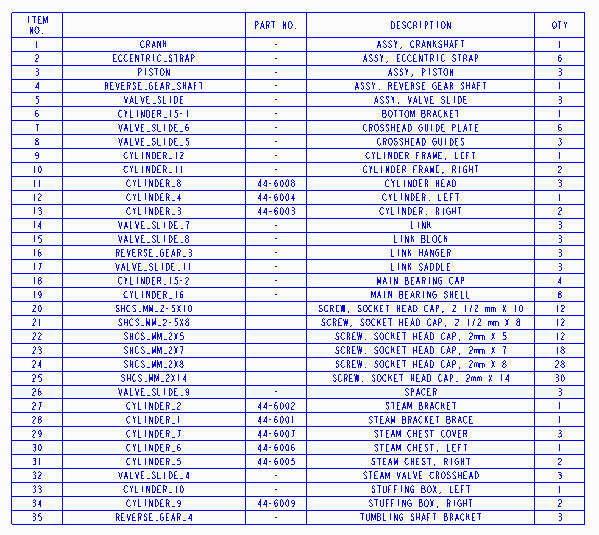 ITEM NO. PART NO. DESCRIPTION QTY
1 CRANK - ASSY, CRANKSHAFT 1
2 ECCENTRIC_STRAP - ASSY, ECCENTRIC STRAP 6
3 PISTON - ASSY, PISTON 3
4 REVERSE_GEAR_SHAFT - ASSY, REVERSE GEAR SHAFT 1
5 VALVE_SLIDE - ASSY, VALVE SLIDE 3
6 CYLINDER_15-1 - BOTTOM BRACKET 1
7 VALVE_SLIDE_6 - CROSSHEAD GUIDE PLATE 6
8 VALVE_SLIDE_5 - CROSSHEAD GUIDES 3
9 CYLINDER_12 - CYLINDER FRAME, LEFT 1
10 CYLINDER_11 - CYLINDER FRAME, RIGHT 2
11 CYLINDER_8 44-6008 CYLINDER HEAD 3
12 CYLINDER_4 44-6004 CYLINDER, LEFT 1
13 CYLINDER_3 44-6003 CYLINDER, RIGHT 2
14 VALVE_SLIDE_7 - LINK 3
15 VALVE_SLIDE_8 - LINK BLOCK 3
16 REVERSE_GEAR_3 - LINK HANGER 3
17 VALVE_SLIDE_11 - LINK SADDLE 3
18 CYLINDER_15-2 - MAIN BEARING CAP 4
19 CYLINDER_16 - MAIN BEARING SHELL 8
20 SHCS_MM_2-5X10 SCREW, SOCKET HEAD CAP, 2 1/2 mm X 10 12
21 SHCS_MM_2-5X8 SCREW, SOCKET HEAD CAP, 2 1/2 mm X 8 12
22 SHCS_MM_2X5 SCREW, SOCKET HEAD CAP, 2mm X 5 12
23 SHCS_MM_2X7 SCREW, SOCKET HEAD CAP, 2mm X 7 18
24 SHCS_MM_2X8 SCREW, SOCKET HEAD CAP, 2mm X 8 28
25 SHCS_MM_2X14 SCREW, SOCKET HEAD CAP, 2mm X 14 30
26 VALVE_SLIDE_9 - SPACER 3
27 CYLINDER_2 44-6002 STEAM BRACKET 1
28 CYLINDER_1 44-6001 STEAM BRACKET BRACE 1
29 CYLINDER_7 44-6007 STEAM CHEST COVER 3
30 CYLINDER_6 44-6006 STEAM CHEST, LEFT 1
31 CYLINDER_5 44-6005 STEAM CHEST, RIGHT 2
32 VALVE_SLIDE_4 - STEAM VALVE CROSSHEAD 3
33 CYLINDER_10 - STUFFING BOX, LEFT 1
34 CYLINDER_9 44-6009 STUFFING BOX, RIGHT 2
35 REVERSE_GEAR_4 - TUMBLING SHAFT BRACKET 3